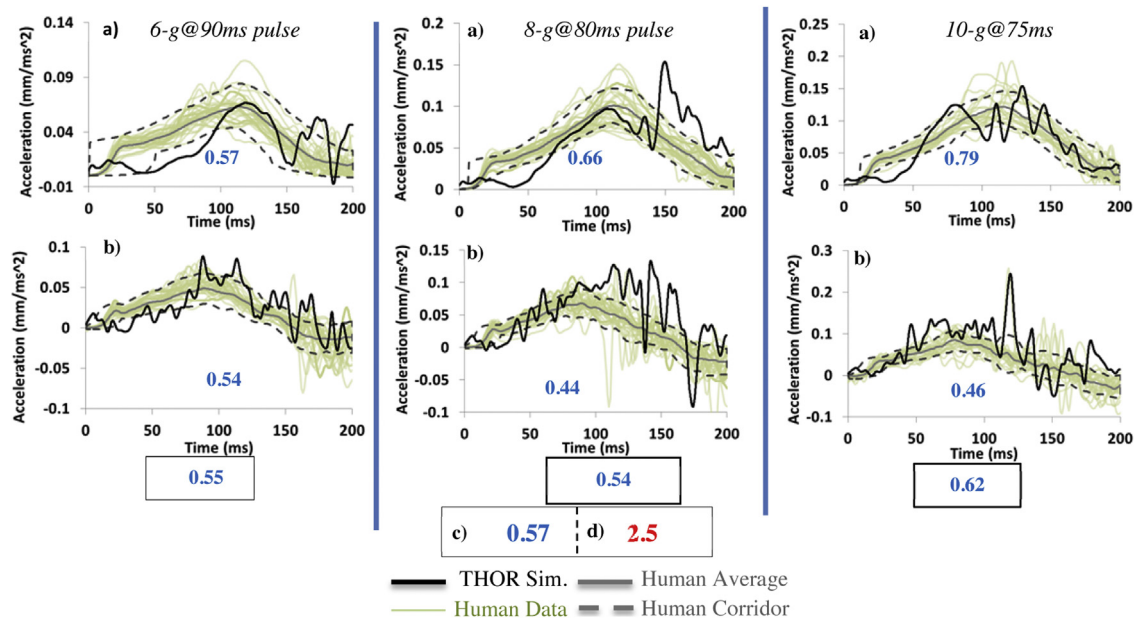 a) 6-g@90ms pulse
Acceleration (mm/ms^2)
0.14
0.09
0.04
-0.01
0.57
0 50 100 150 200
Time (ms)
b)
Acceleration (mm/ms^2)
0.1
0.05
0
-0.05
-0.1
0.54
0 50 100 150 200
Time (ms)
0.55
a) 8-g@80ms pulse
Acceleration (mm/ms^2)
0.2
0.15
0.1
0.05
0
0.66
0 50 100 150 200
Time (ms)
b)
Acceleration (mm/ms^2)
0.15
0.1
0.05
0
-0.05
-0.1
0.44
0 50 100 150 200
Time (ms)
0.54
a) 10-g@75ms
Acceleration (mm/ms^2)
0.2
0.15
0.1
0.05
0
0.79
0 50 100 150 200
Time (ms)
b)
Acceleration (mm/ms^2)
0.3
0.2
0.1
0
-0.1
0.46
0 50 100 150 200
Time (ms)
0.62
c) 0.57 d) 2.5
THOR Sim. Human Average
Human Data Human Corridor